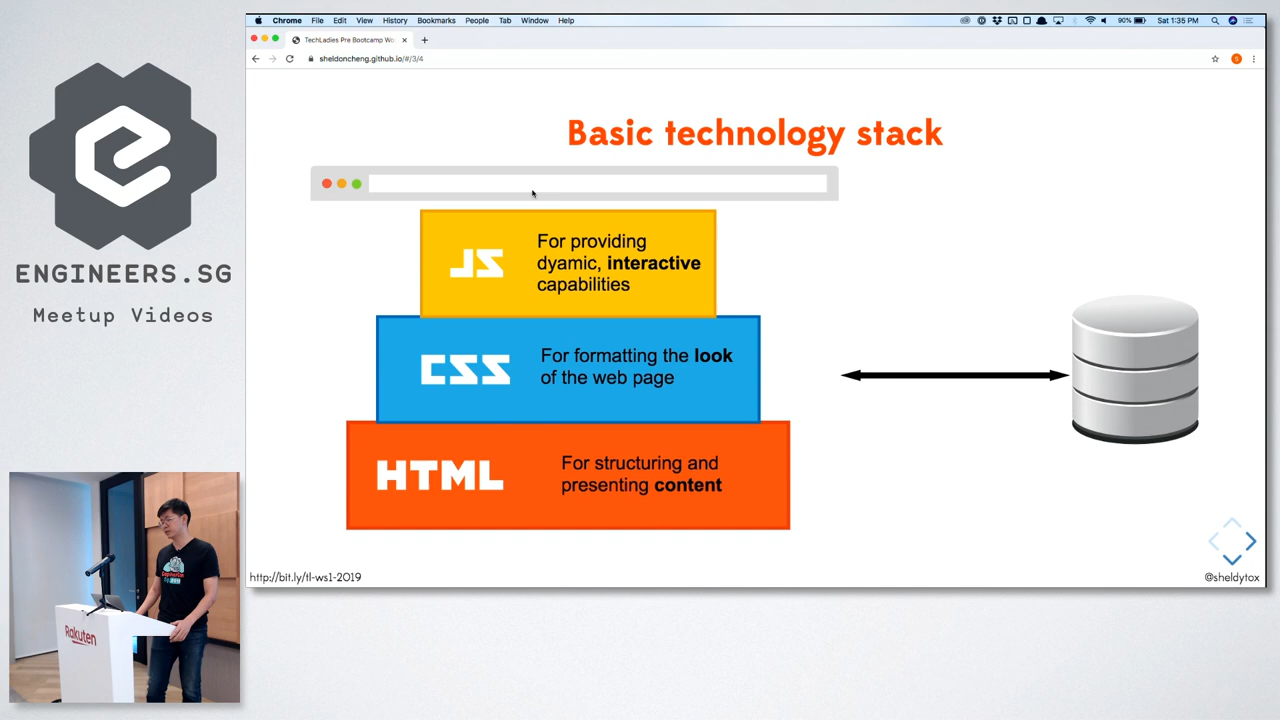 Chrome File Edit View History Bookmarks People Tab Window Help
90% Sat 1:35 PM
TechLadies Pre Bootcamp Wo
sheldoncheng.github.io/#/3/4
S
Basic technology stack
JS
For providing
dyamic, interactive
capabilities
CSS
For formatting the look
of the web page
HTML
For structuring and
presenting content
http://bit.ly/tl-ws1-2019
@sheldytox
ENGINEERS.SG
Meetup Videos
Rakuten